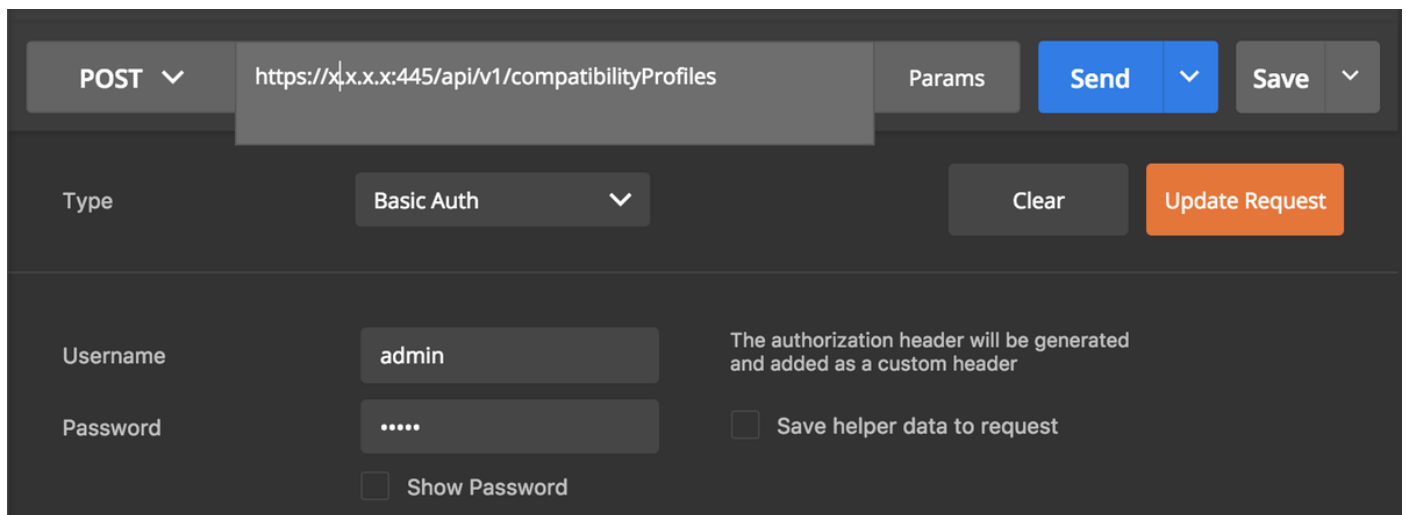 POST https://x.x.x.x:445/api/v1/compatibilityProfiles Params Send Save
Type Basic Auth Clear Update Request
Username admin The authorization header will be generated
and added as a custom header
Password ••••• Save helper data to request
Show Password